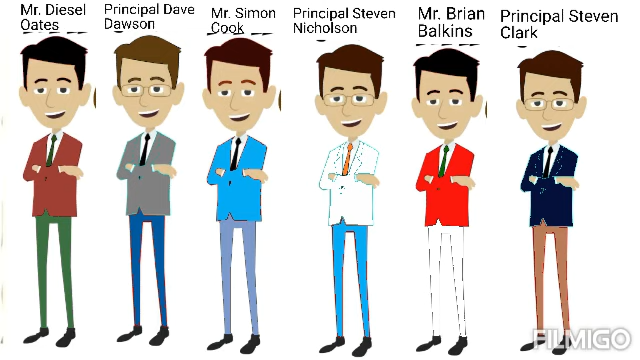 Mr. Diesel
Oates
Principal Dave
Dawson
Mr. Simon
Cook
Principal Steven
Nicholson
Mr. Brian
Balkins
Principal Steven
Clark
FILMIGO